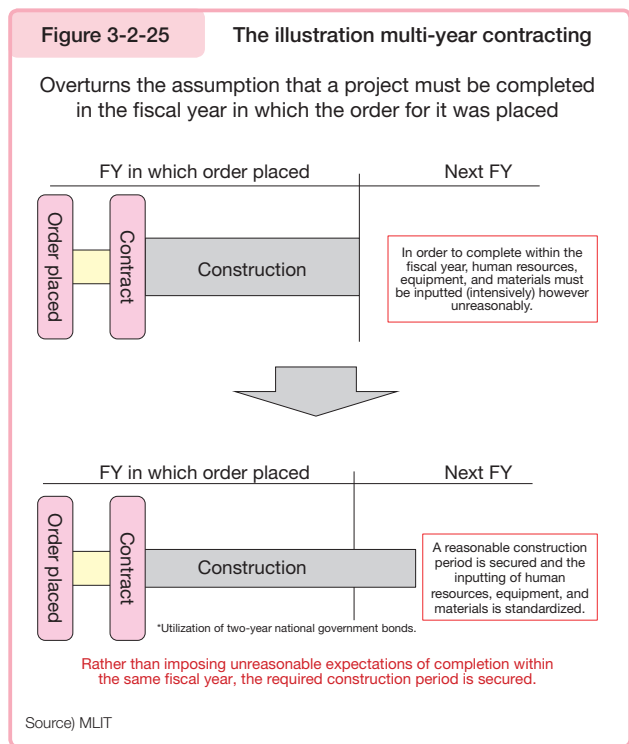 Figure 3-2-25
The illustration multi-year contracting
Overturns the assumption that a project must be completed
in the fiscal year in which the order for it was placed
FY in which order placed
Next FY
Order placed
Contract
Construction
In order to complete within the
fiscal year, human resources,
equipment, and materials must
be inputted (intensively) however
unreasonably.
FY in which order placed
Next FY
Order placed
Contract
Construction
A reasonable construction
period is secured and the
inputting of human
resources, equipment, and
materials is standardized.
*Utilization of two-year national government bonds.
Rather than imposing unreasonable expectations of completion within
the same fiscal year, the required construction period is secured.
Source) MLIT